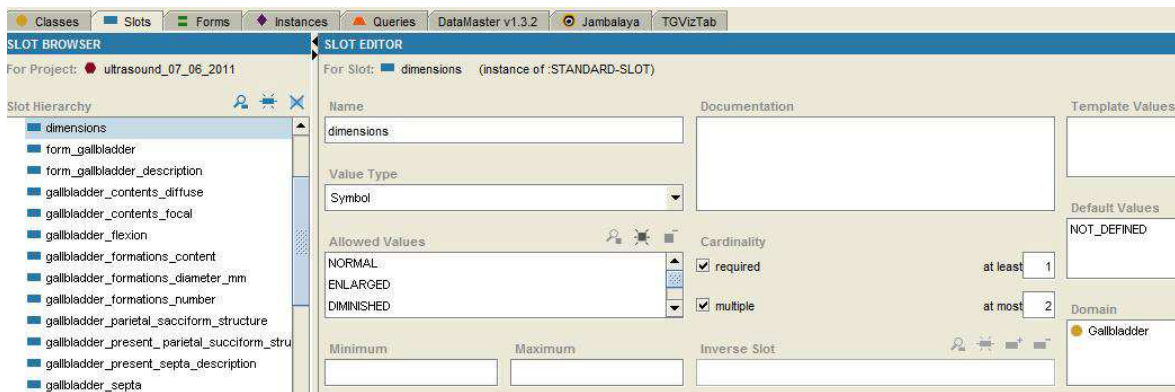 Classes Slots Forms Instances Queries DataMaster v1.3.2 Jambalaya TGVizTab
SLOT BROWSER
For Project: ultrasound_07_06_2011
Slot Hierarchy
dimensions
form_gallbladder
form_gallbladder_description
gallbladder_contents_diffuse
gallbladder_contents_focal
gallbladder_flexion
gallbladder_formations_content
gallbladder_formations_diameter_mm
gallbladder_formations_number
gallbladder_parietal_sacciform_structure
gallbladder_present_ parietal_succiform_stru
gallbladder_present_septa_description
gallbladder_septa
SLOT EDITOR
For Slot: dimensions (instance of :STANDARD-SLOT)
Name
dimensions
Value Type
Symbol
Allowed Values
NORMAL
ENLARGED
DIMINISHED
Minimum Maximum
Documentation
Cardinality
required at least 1
multiple at most 2
Inverse Slot
Template Values
Default Values
NOT_DEFINED
Domain
Gallbladder